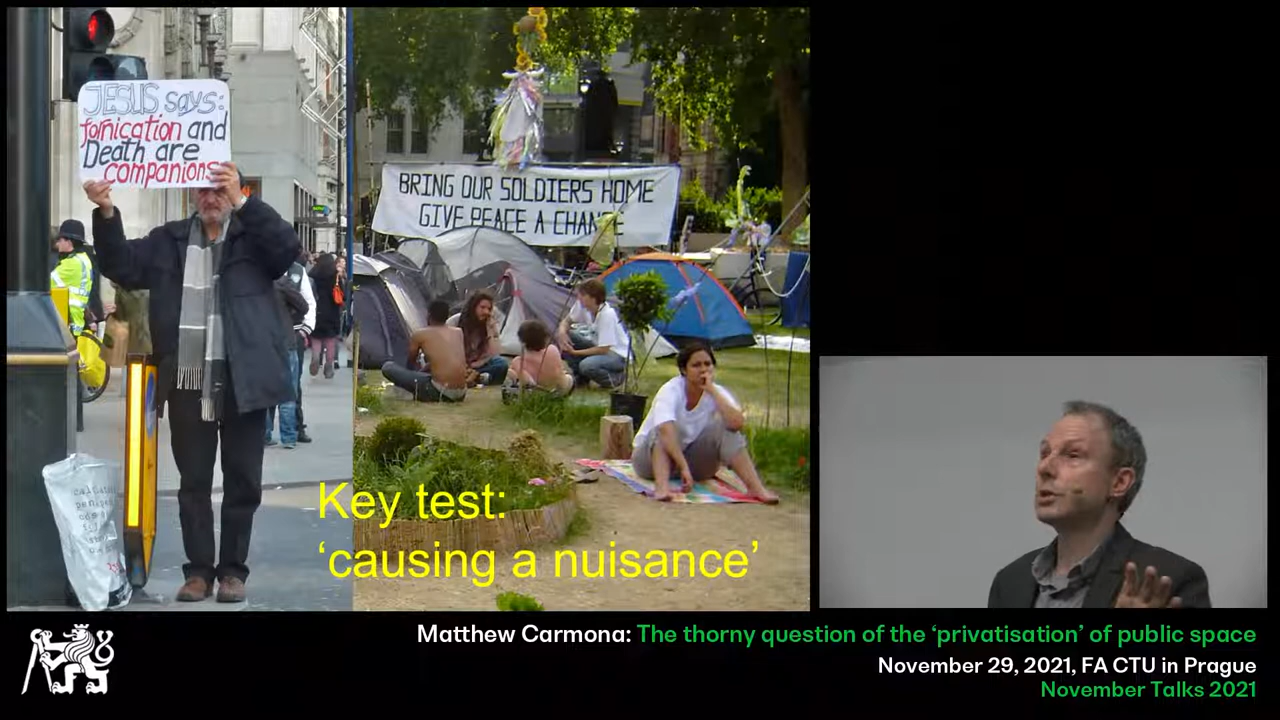 JESUS says:
fornication and
Death are
companions
BRING OUR SOLDIERS HOME
GIVE PEACE A CHANCE
Key test:
‘causing a nuisance’
Matthew Carmona: The thorny question of the ‘privatisation’ of public space
November 29, 2021, FA CTU in Prague
November Talks 2021